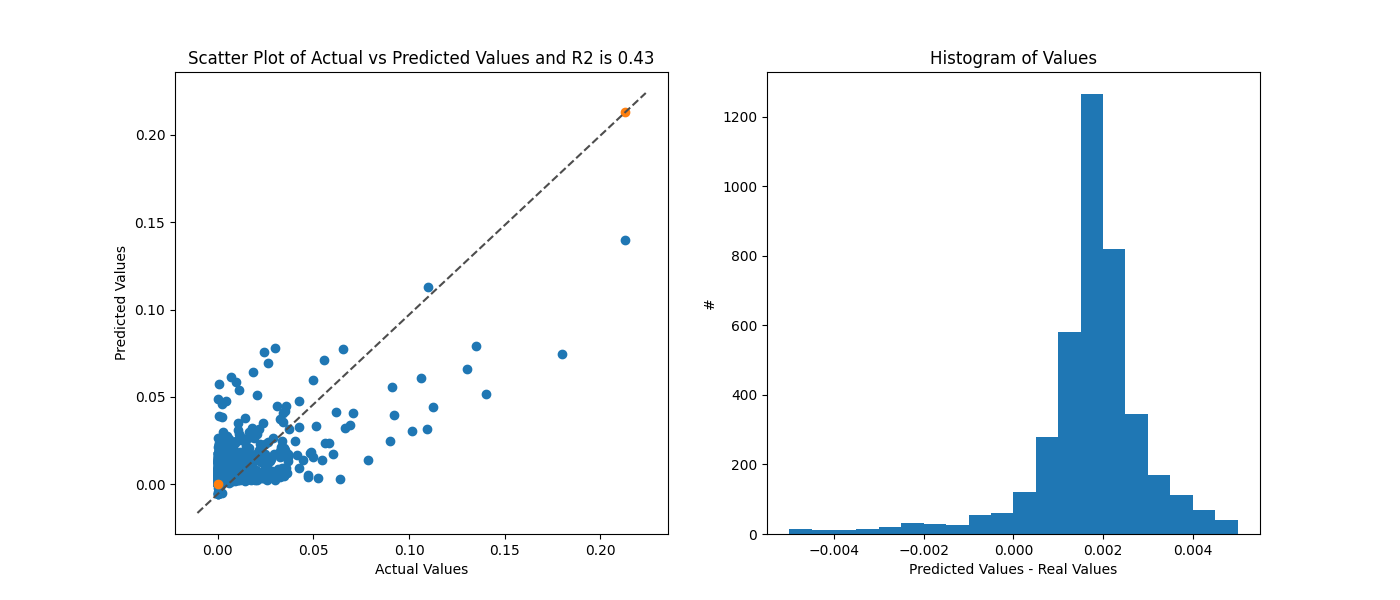 Scatter Plot of Actual vs Predicted Values and R2 is 0.43
Predicted Values
0.20
0.15
0.10
0.05
0.00
0.00 0.05 0.10 0.15 0.20
Actual Values
Histogram of Values
#
1200
1000
800
600
400
200
0
−0.004 −0.002 0.000 0.002 0.004
Predicted Values - Real Values